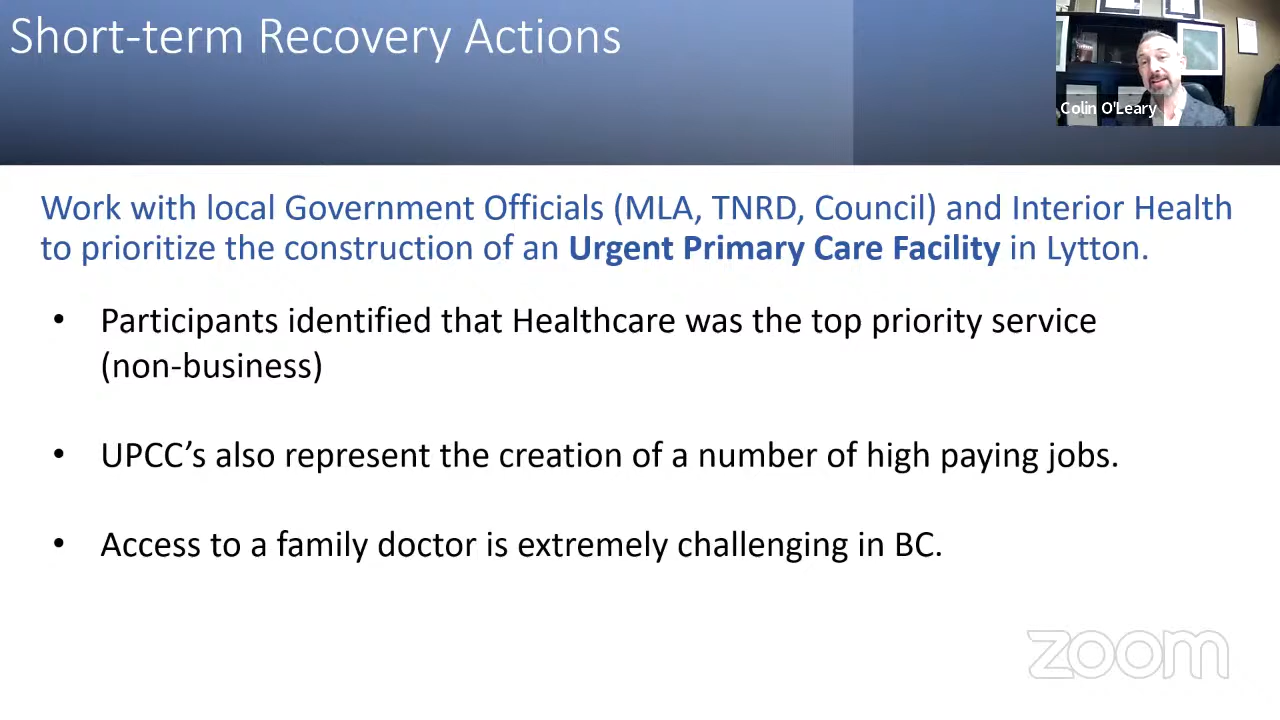 Short-term Recovery Actions
Colin O'Leary
Work with local Government Officials (MLA, TNRD, Council) and Interior Health
to prioritize the construction of an Urgent Primary Care Facility in Lytton.
• Participants identified that Healthcare was the top priority service
(non-business)
• UPCC’s also represent the creation of a number of high paying jobs.
• Access to a family doctor is extremely challenging in BC.
zoom